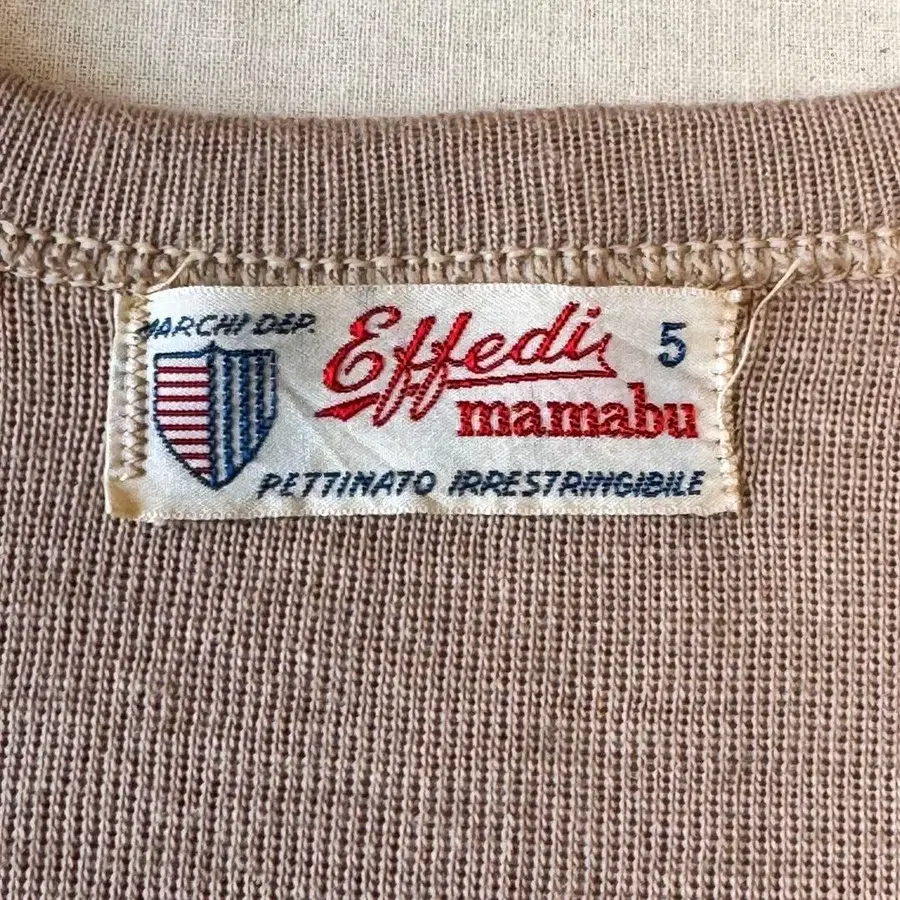 MARCHI DEP.
Effedi 5
mamabu
PETTINATO IRRESTRINGIBILE